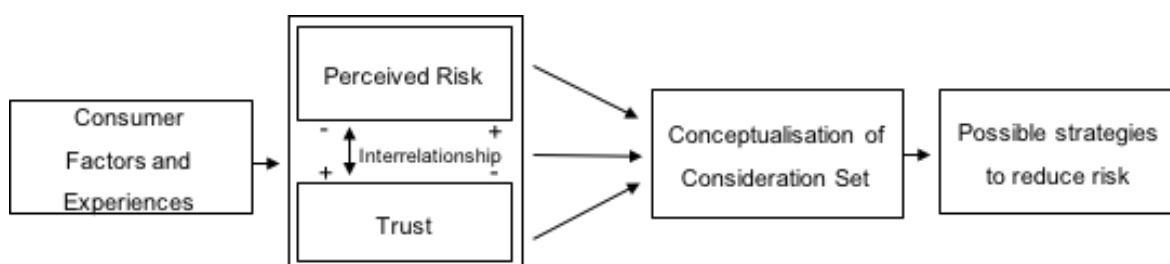 Consumer
Factors and
Experiences
Perceived Risk
- +
Interrelationship
+ -
Trust
Conceptualisation of
Consideration Set
Possible strategies
to reduce risk